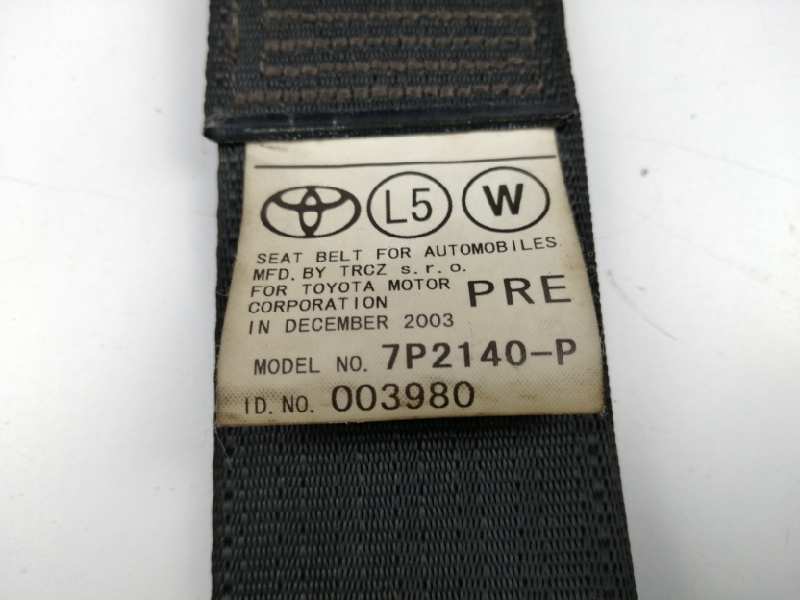 L5 W
SEAT BELT FOR AUTOMOBILES
MFD. BY TRCZ s. r. o.
FOR TOYOTA MOTOR
CORPORATION PRE
IN DECEMBER 2003
MODEL NO. 7P2140-P
ID. NO. 003980